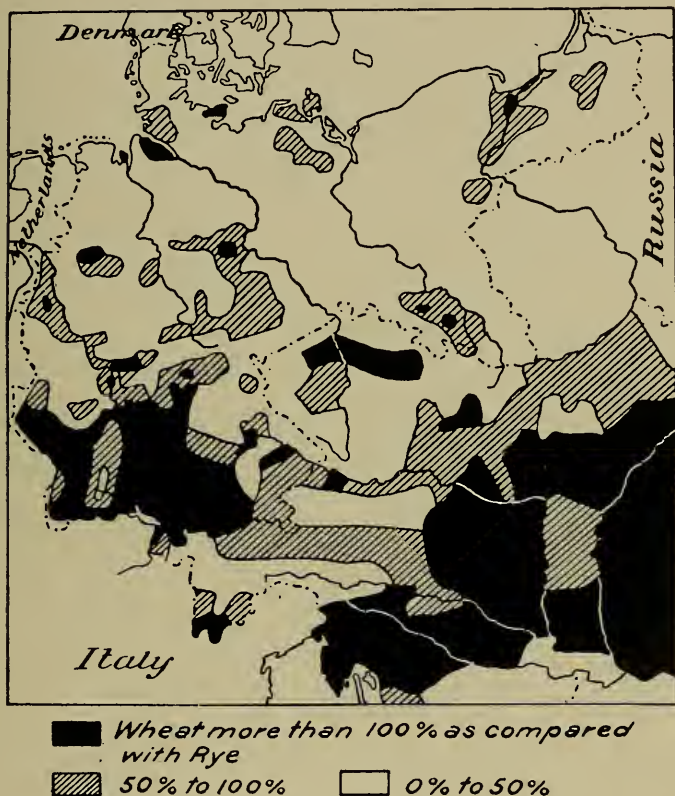 Denmark
Netherlands
Russia
Italy
Wheat more than 100% as compared
with Rye
50% to 100%
0% to 50%